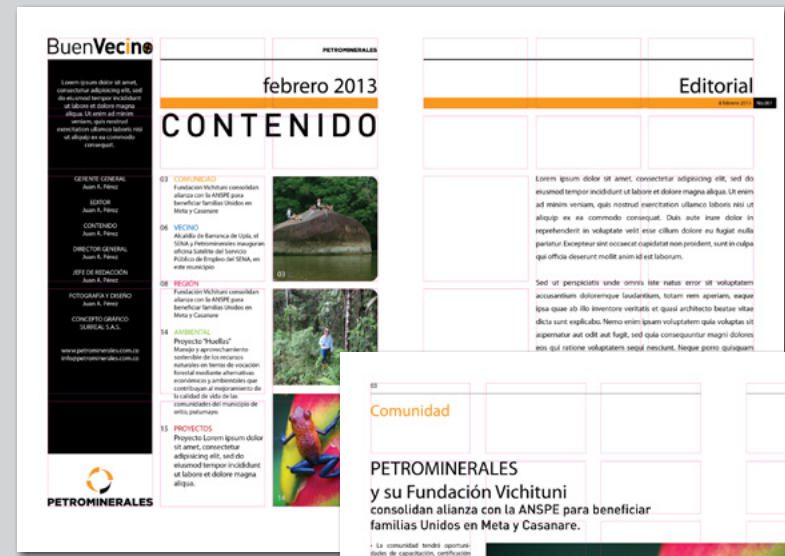 BuenVecino
Lorem ipsum dolor sit amet,
consectetur adipisicing elit, sed
do eiusmod tempor incididunt
ut labore et dolore magna
aliqua. Ut enim ad minim
veniam, quis nostrud
exercitation ullamco laboris nisi
ut aliquip ex ea commodo
consequat.
GERENTE GENERAL
Juan A. Pérez
EDITOR
Juan A. Pérez
CONTENIDO
Juan A. Pérez
DIRECTOR GENERAL
Juan A. Pérez
JEFE DE REDACCIÓN
Juan A. Pérez
FOTOGRAFÍA Y DISEÑO
Juan A. Pérez
CONCEPTO GRÁFICO
SURREAL S.A.S.
www.petrominerales.com.co
info@petrominerales.com.co
PETROMINERALES
PETROMINERALES
febrero 2013
CONTENIDO
03 COMUNIDAD
Fundación Vichituni consolidan
alianza con la ANSPE para
beneficiar familias Unidos en
Meta y Casanare
06 VECINO
Alcaldía de Barranca de Upía, el
SENA y Petrominerales inauguran
oficina Satélite del Servicio
Público de Empleo del SENA, en
este municipio
08 REGIÓN
Fundación Vichituni consolidan
alianza con la ANSPE para
beneficiar familias Unidos en
Meta y Casanare
14 AMBIENTAL
Proyecto "Huellas"
Manejo y aprovechamiento
sostenible de los recursos
naturales en tierras de vocación
forestal mediante alternativas
económicas y ambientales que
contribuyan al mejoramiento de
la calidad de vida de las
comunidades del municipio de
orito, putumayo.
15 PROYECTOS
Proyecto Lorem ipsum dolor
sit amet, consectetur
adipisicing elit, sed do
eiusmod tempor incididunt
ut labore et dolore magna
aliqua.
03
14
Editorial
8 febrero 2013 No.001
Lorem ipsum dolor sit amet, consectetur adipisicing elit, sed do
eiusmod tempor incididunt ut labore et dolore magna aliqua. Ut enim
ad minim veniam, quis nostrud exercitation ullamco laboris nisi ut
aliquip ex ea commodo consequat. Duis aute irure dolor in
reprehenderit in voluptate velit esse cillum dolore eu fugiat nulla
pariatur. Excepteur sint occaecat cupidatat non proident, sunt in culpa
qui officia deserunt mollit anim id est laborum.
Sed ut perspiciatis unde omnis iste natus error sit voluptatem
accusantium doloremque laudantium, totam rem aperiam, eaque
ipsa quae ab illo inventore veritatis et quasi architecto beatae vitae
dicta sunt explicabo. Nemo enim ipsam voluptatem quia voluptas sit
aspernatur aut odit aut fugit, sed quia consequuntur magni dolores
eos qui ratione voluptatem sequi nesciunt. Neque porro quisquam
03
Comunidad
PETROMINERALES
y su Fundación Vichituni
consolidan alianza con la ANSPE para beneficiar
familias Unidos en Meta y Casanare.
• La comunidad tendrá oportuni-
dades de capacitación, certificación